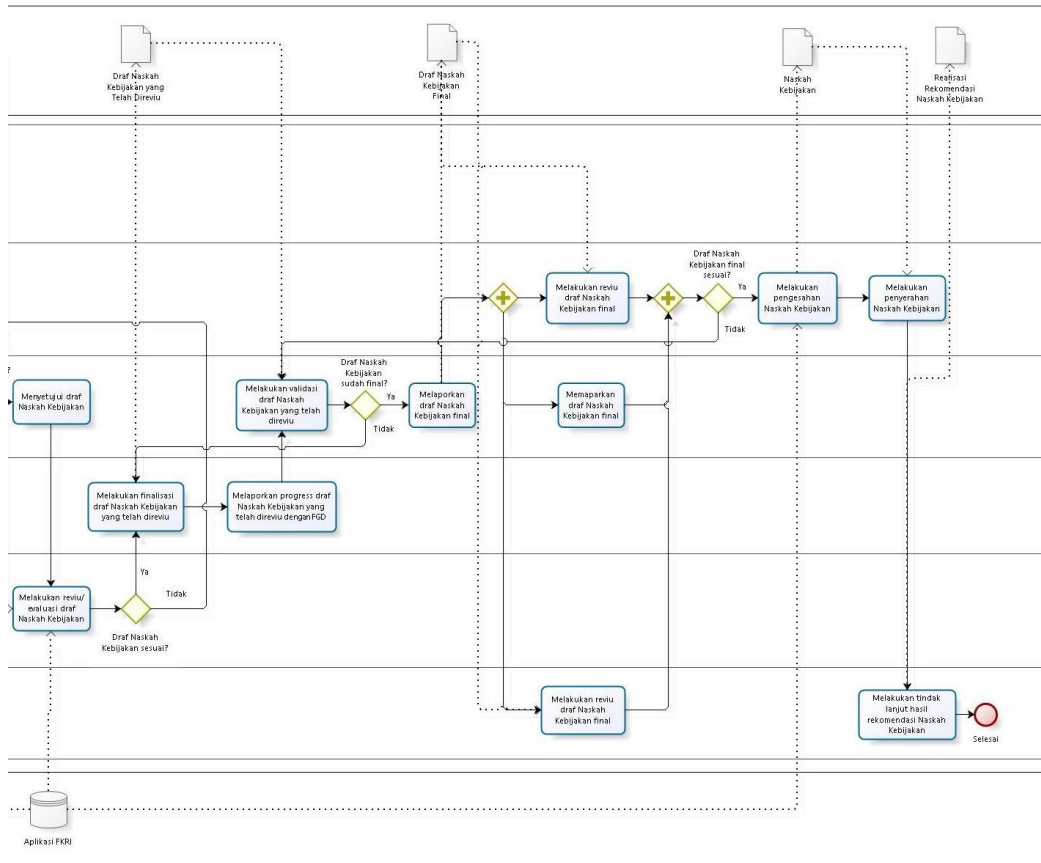 Draf Naskah
Kebijakan yang
Telah Direviu
Draf Naskah
Kebijakan
Final
Naskah
Kebijakan
Realisasi
Rekomendasi
Naskah Kebijakan
Draf Naskah
Kebijakan final
sesuai?
Melakukan reviu
draf Naskah
Kebijakan final
Ya
Melakukan
pengesahan
Naskah Kebijakan
Melakukan
penyerahan
Naskah Kebijakan
Tidak
?
Menyetujui draf
Naskah Kebijakan
Melakukan validasi
draf Naskah
Kebijakan yang telah
direviu
Draf Naskah
Kebijakan
sudah final?
Ya
Tidak
Melaporkan
draf Naskah
Kebijakan final
Memaparkan
draf Naskah
Kebijakan final
Melakukan finalisasi
draf Naskah Kebijakan
yang telah direviu
Melaporkan progress draf
Naskah Kebijakan yang
telah direviu dengan FGD
Ya
Tidak
Melakukan reviu/
evaluasi draf
Naskah Kebijakan
Draf Naskah
Kebijakan sesuai?
Melakukan reviu
draf Naskah
Kebijakan final
Melakukan tindak
lanjut hasil
rekomendasi Naskah
Kebijakan
Selesai
Aplikasi FKRI